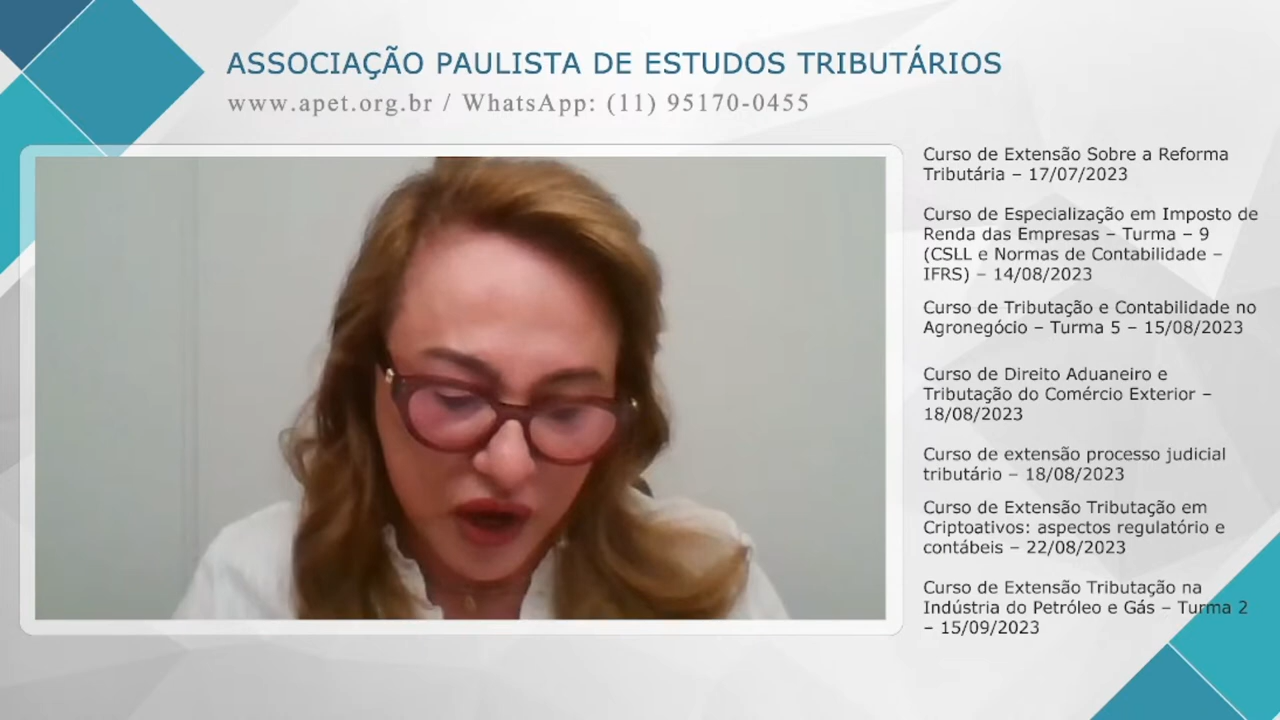 ASSOCIAÇÃO PAULISTA DE ESTUDOS TRIBUTÁRIOS
www.apet.org.br / WhatsApp: (11) 95170-0455
Curso de Extensão Sobre a Reforma
Tributária – 17/07/2023
Curso de Especialização em Imposto de
Renda das Empresas – Turma – 9
(CSLL e Normas de Contabilidade –
IFRS) – 14/08/2023
Curso de Tributação e Contabilidade no
Agronegócio – Turma 5 – 15/08/2023
Curso de Direito Aduaneiro e
Tributação do Comércio Exterior –
18/08/2023
Curso de extensão processo judicial
tributário – 18/08/2023
Curso de Extensão Tributação em
Criptoativos: aspectos regulatório e
contábeis – 22/08/2023
Curso de Extensão Tributação na
Indústria do Petróleo e Gás – Turma 2
– 15/09/2023